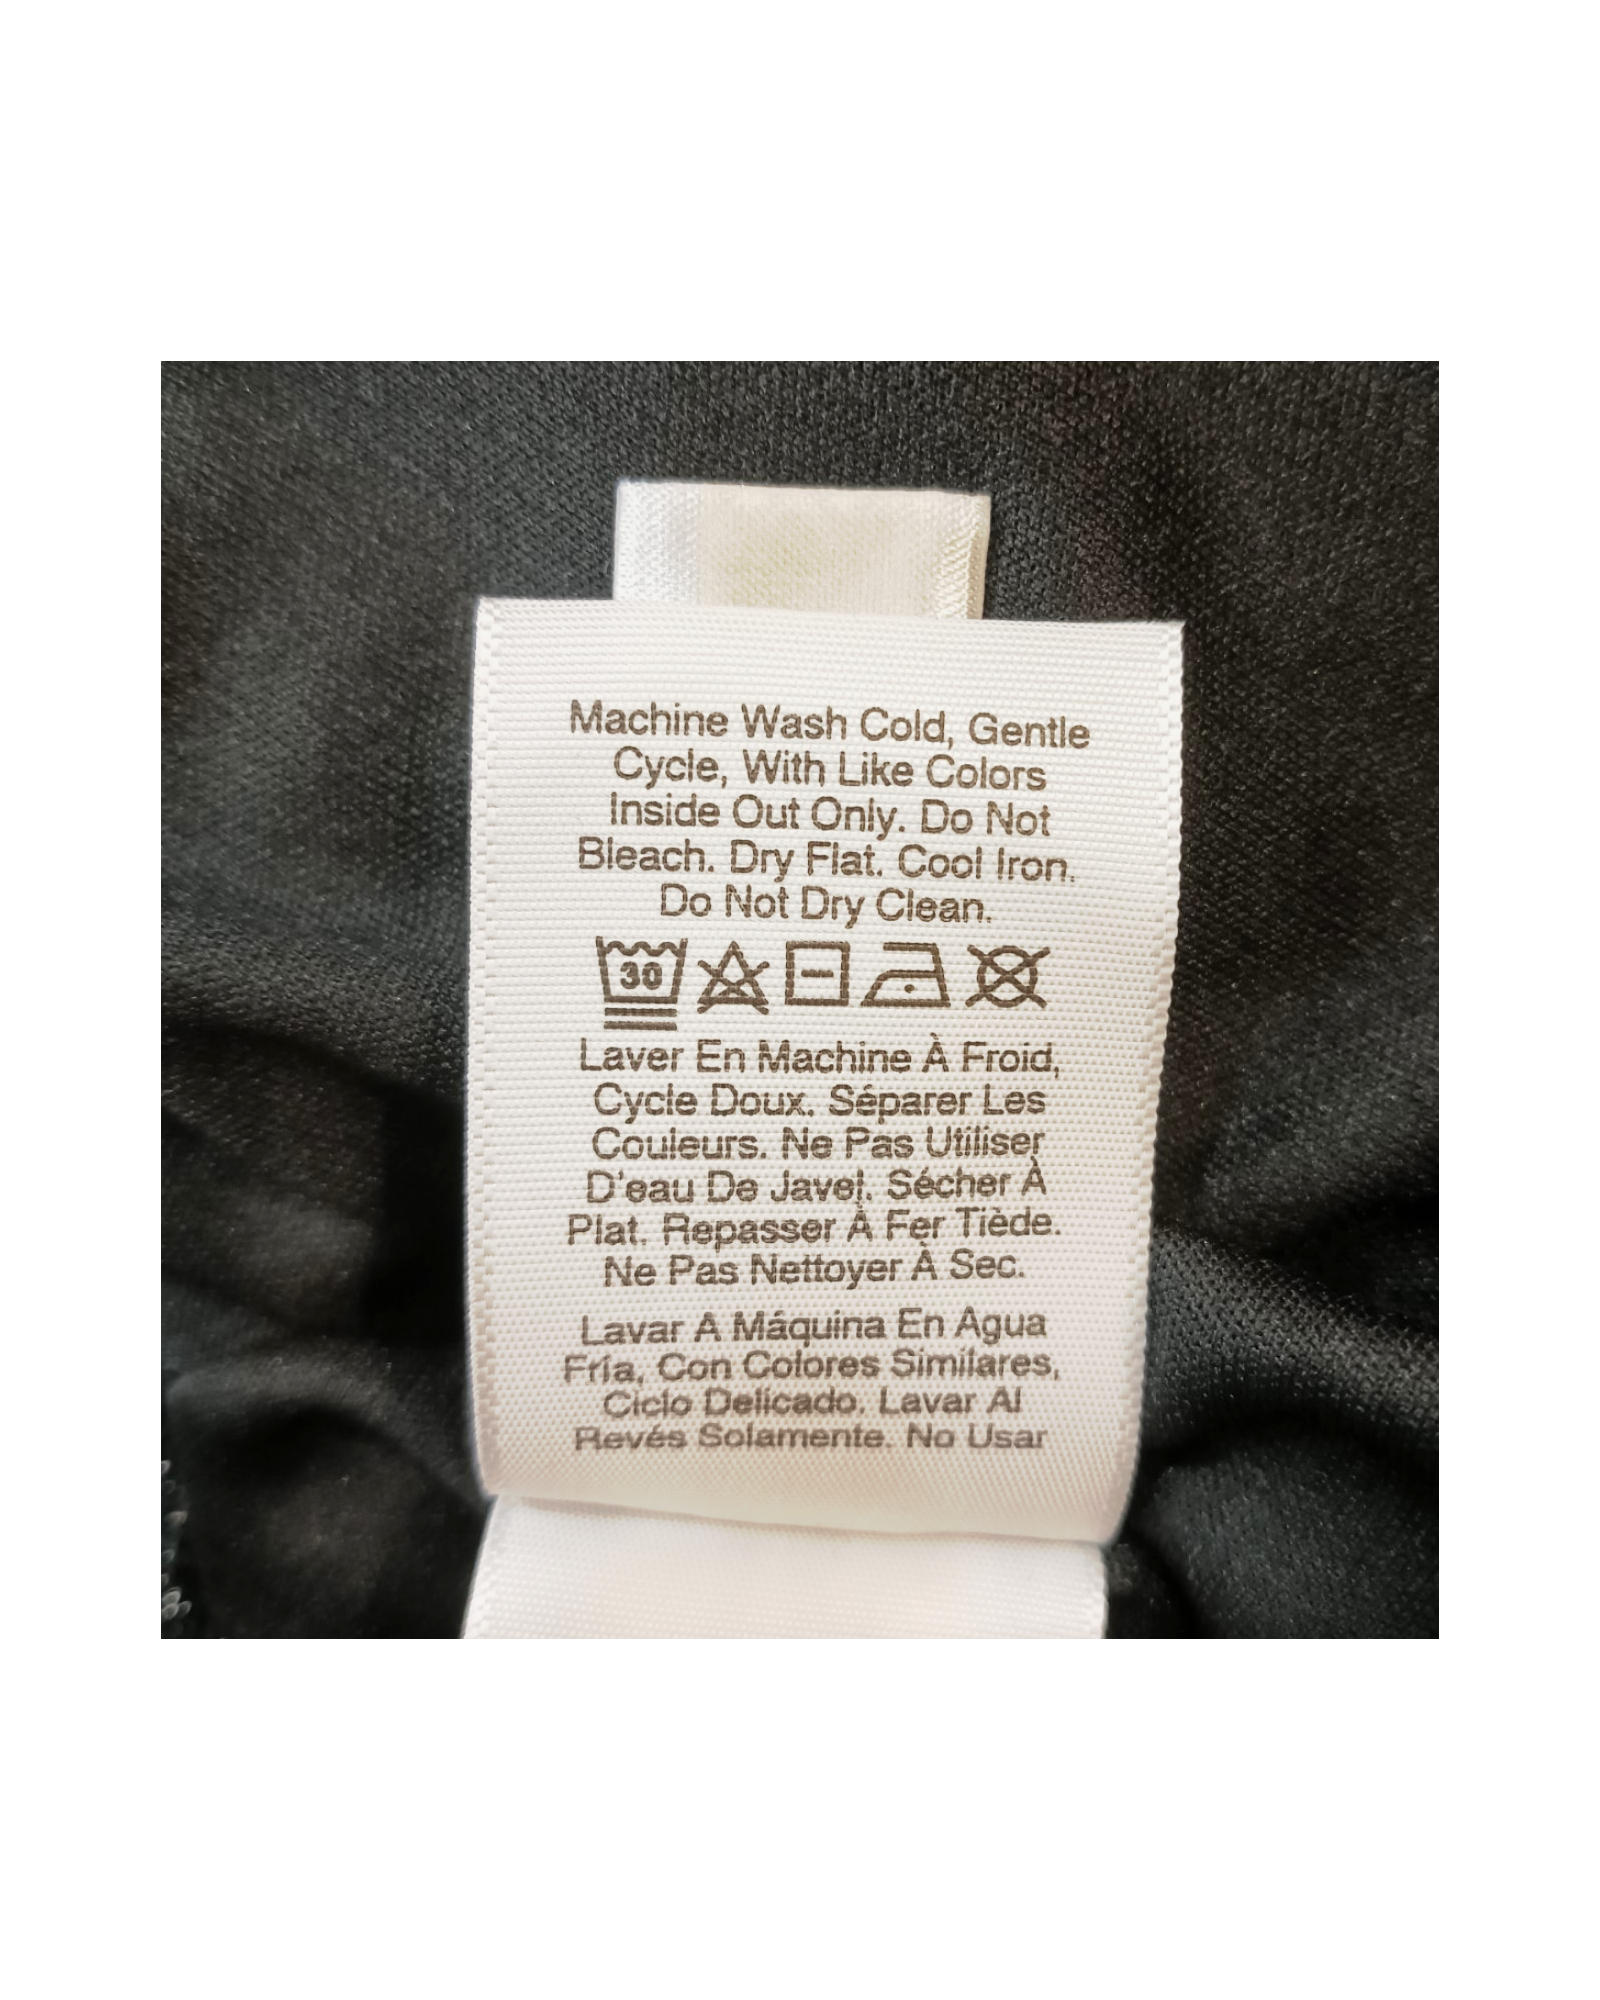 Machine Wash Cold, Gentle
Cycle, With Like Colors
Inside Out Only. Do Not
Bleach. Dry Flat. Cool Iron.
Do Not Dry Clean.
30
Laver En Machine À Froid,
Cycle Doux. Séparer Les
Couleurs. Ne Pas Utiliser
D'eau De Javel. Sécher À
Plat. Repasser À Fer Tiède.
Ne Pas Nettoyer À Sec.
Lavar A Máquina En Agua
Fría, Con Colores Similares,
Ciclo Delicado. Lavar Al
Revés Solamente. No Usar